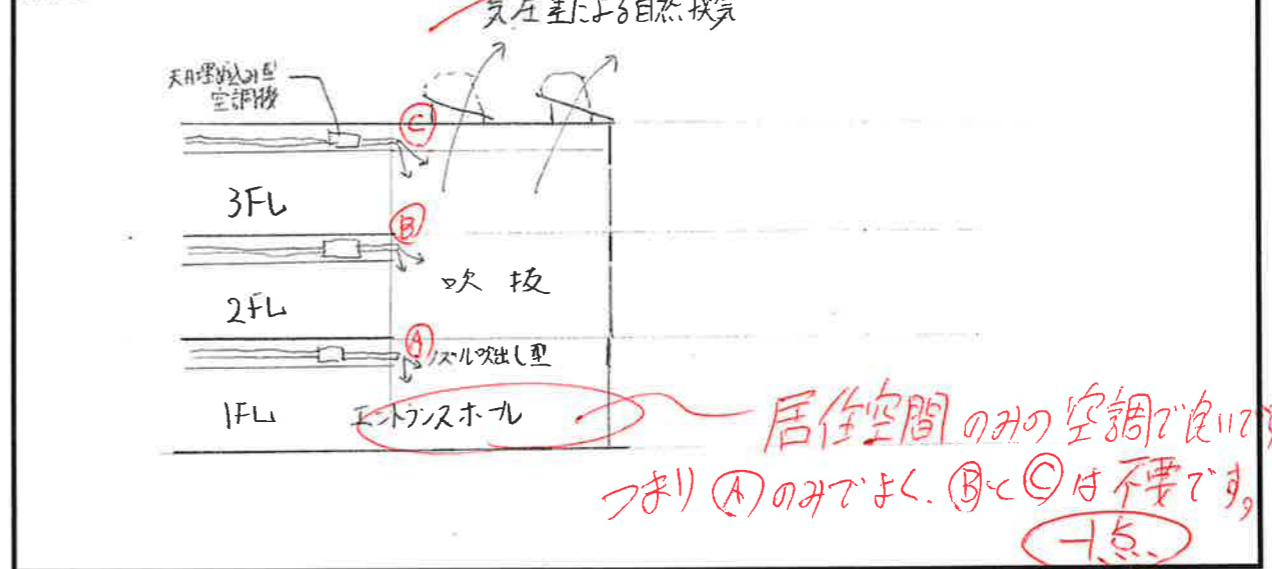 気圧差による自然換気
天井埋め込み型
空調機
C
3FL
B
吹 抜
2FL
A
ノズル吹出し型
1FL
エントランスホール
居住空間のみの空調で良いです
つまりⒶのみでよく、ⒷとⒸは不要です。
-1点